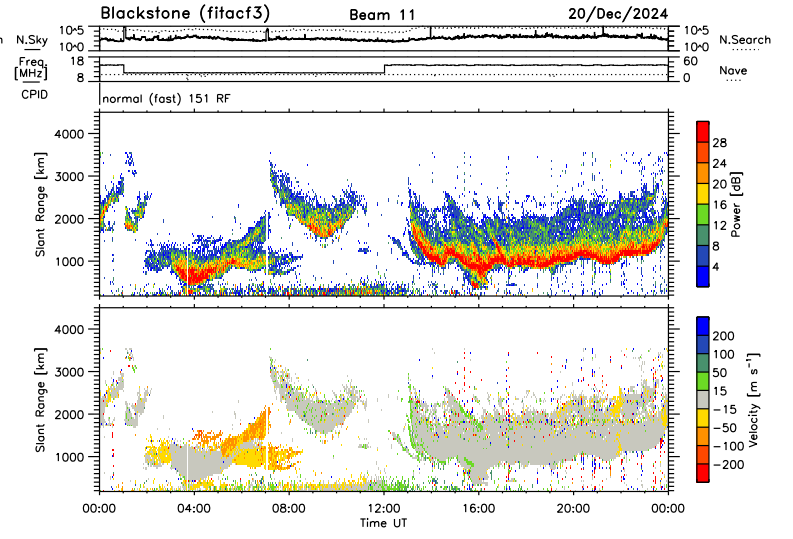 Blackstone (fitacf3) Beam 11 20/Dec/2024
N.Sky 10^5 10^5 N.Search
10^0 10^0
Freq. 18 60
[MHz] 8 0 Nave
CPID normal (fast) 151 RF
4000
3000
2000
1000
Slant Range [km]
28
24
20
16
12
8
4
Power [dB]
4000
3000
2000
1000
Slant Range [km]
200
100
50
15
-15
-50
-100
-200
Velocity [m s⁻¹]
00:00 04:00 08:00 12:00 16:00 20:00 00:00
Time UT